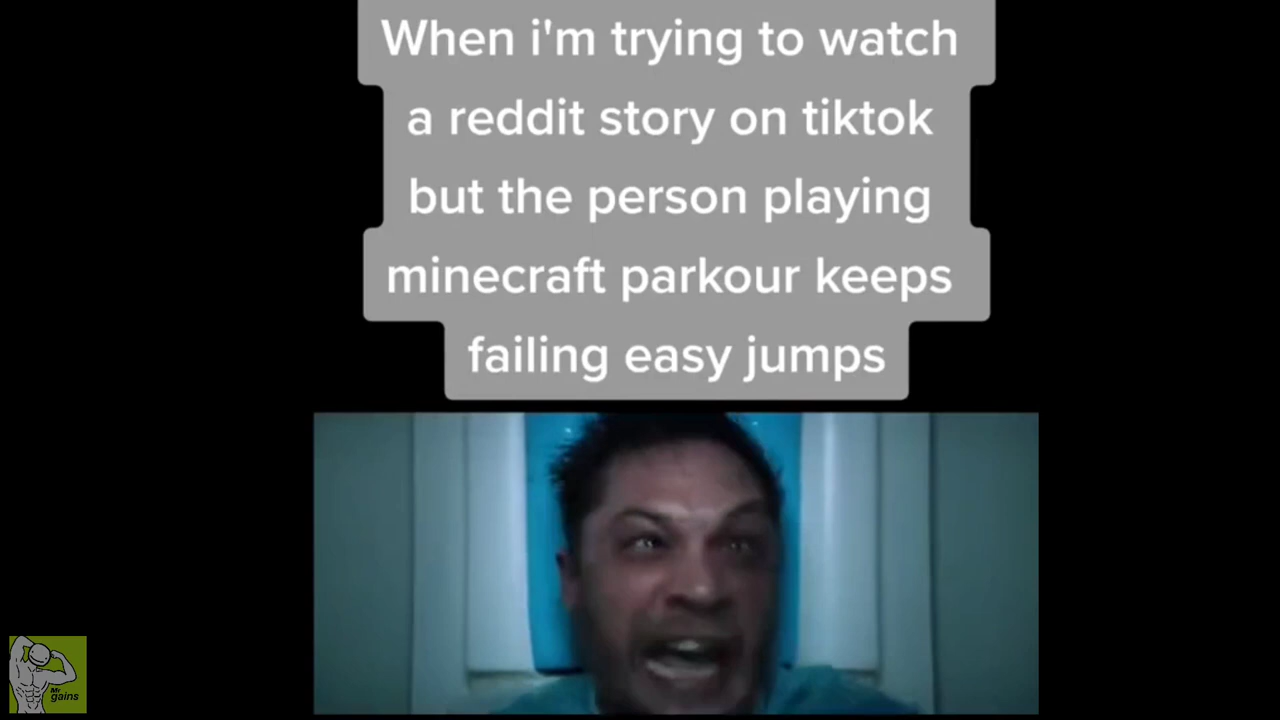 When i'm trying to watch
a reddit story on tiktok
but the person playing
minecraft parkour keeps
failing easy jumps
Mr
gains